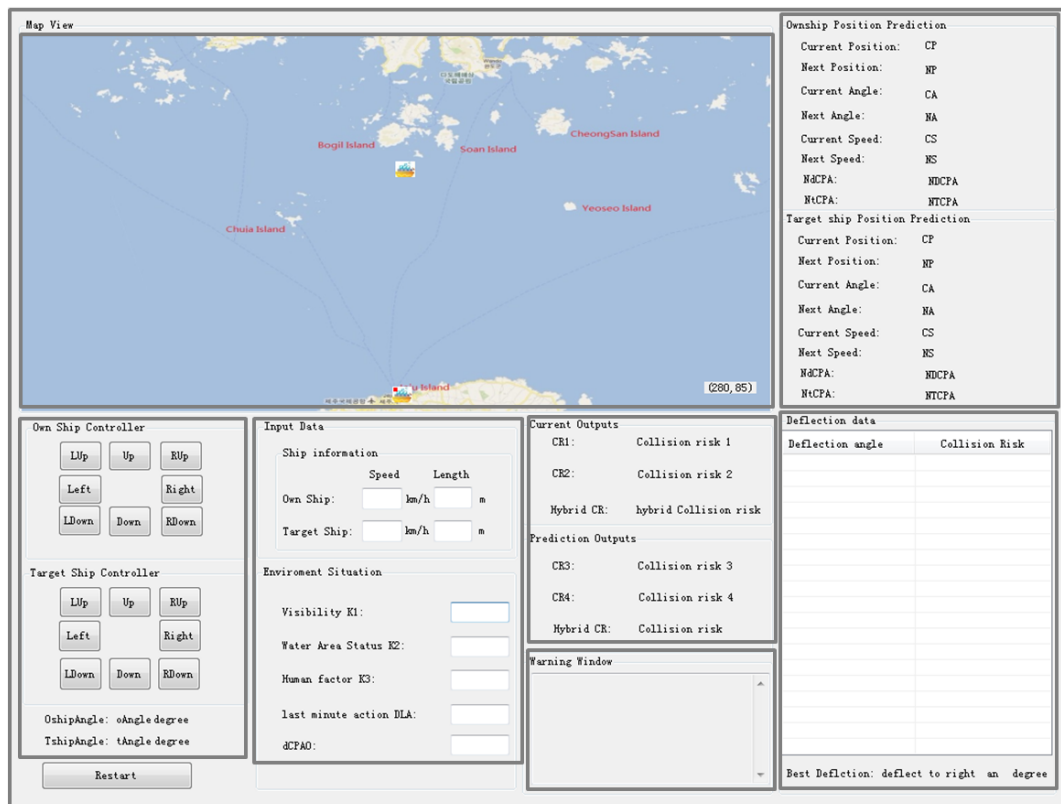 Map View
Bogil Island
Soan Island
CheongSan Island
Yeoseo Island
Chuja Island
Island
(280,85)
Ownship Position Prediction
Current Position: CP
Next Position: NP
Current Angle: CA
Next Angle: NA
Current Speed: CS
Next Speed: NS
NdCPA: NDCPA
NtCPA: NTCPA
Target ship Position Prediction
Current Position: CP
Next Position: NP
Current Angle: CA
Next Angle: NA
Current Speed: CS
Next Speed: NS
NdCPA: NDCPA
NtCPA: NTCPA
Own Ship Controller
LUp Up RUp
Left Right
LDown Down RDown
Target Ship Controller
LUp Up RUp
Left Right
LDown Down RDown
OshipAngle: oAngle degree
TshipAngle: tAngle degree
Restart
Input Data
Ship information
Speed Length
Own Ship: km/h m
Target Ship: km/h m
Enviroment Situation
Visibility K1:
Water Area Status K2:
Human factor K3:
last minute action DLA:
dCPAO:
Current Outputs
CR1: Collision risk 1
CR2: Collision risk 2
Hybrid CR: hybrid Collision risk
Prediction Outputs
CR3: Collision risk 3
CR4: Collision risk 4
Hybrid CR: Collision risk
Warning Window
Deflection data
Deflection angle Collision Risk
Best Deflction: deflect to right an degree